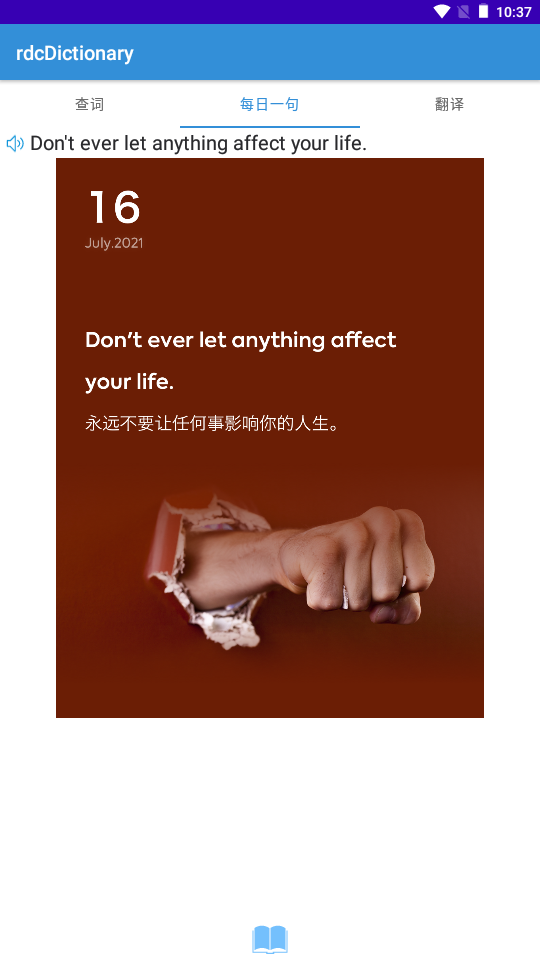 10:37
rdcDictionary
查词 每日一句 翻译
Don't ever let anything affect your life.
16
July.2021
Don't ever let anything affect
your life.
永远不要让任何事影响你的人生。